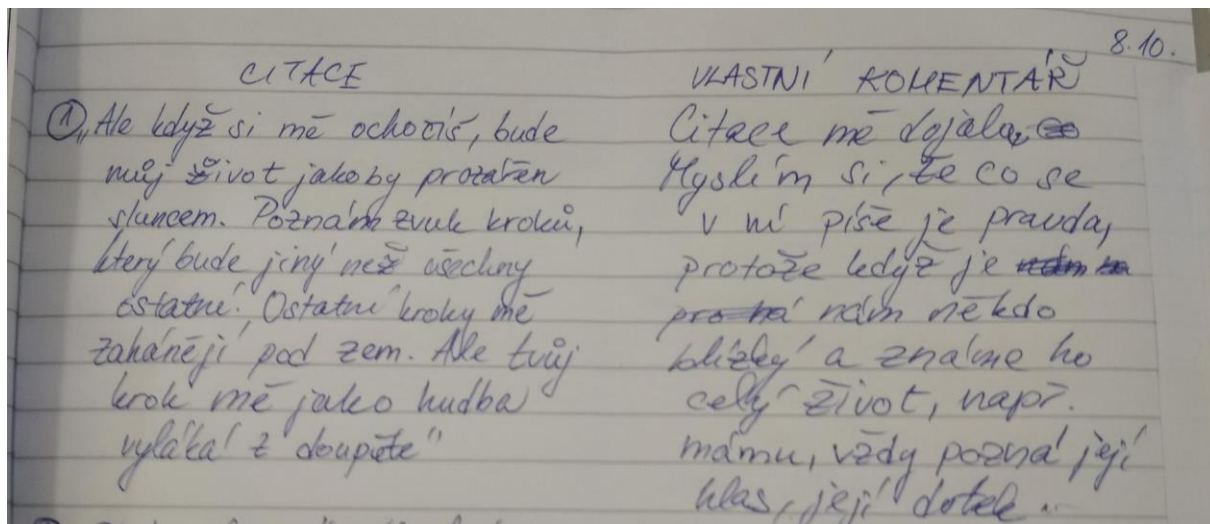 8.10.
CITACE
① „Ale když si mě ochočíš, bude
můj život jakoby prozářen
sluncem. Poznám zvuk kroků,
který bude jiný než všechny
ostatní. Ostatní kroky mě
zahánějí pod zem. Ale tvůj
krok mě jako hudba
vyláká z doupěte"
VLASTNÍ KOMENTÁŘ
Citace mě dojala.
Myslím si, že co se
v ní píše je pravda,
protože když je
nám někdo
blízký a známe ho
celý život, např.
mámu, vždy pozná její
hlas, její dotek...